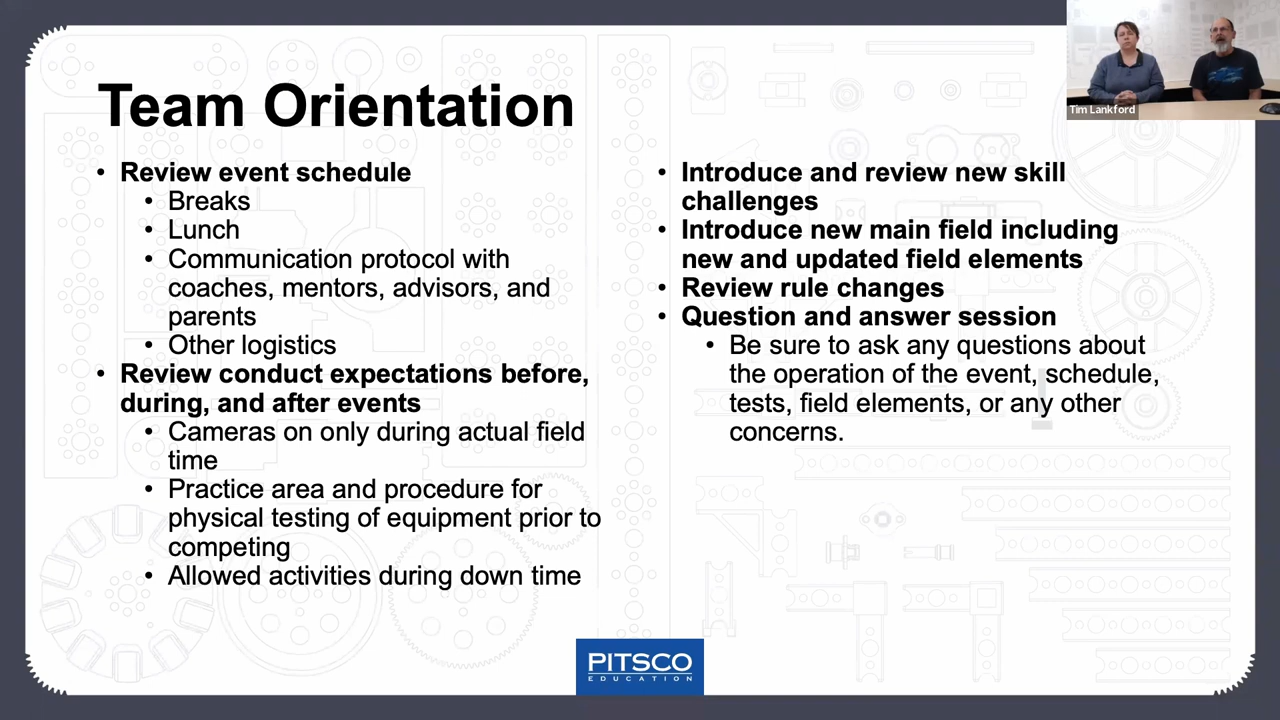 Team Orientation
• Review event schedule
• Breaks
• Lunch
• Communication protocol with
coaches, mentors, advisors, and
parents
• Other logistics
• Review conduct expectations before,
during, and after events
• Cameras on only during actual field
time
• Practice area and procedure for
physical testing of equipment prior to
competing
• Allowed activities during down time
• Introduce and review new skill
challenges
• Introduce new main field including
new and updated field elements
• Review rule changes
• Question and answer session
• Be sure to ask any questions about
the operation of the event, schedule,
tests, field elements, or any other
concerns.
Tim Lankford
PITSCO
EDUCATION